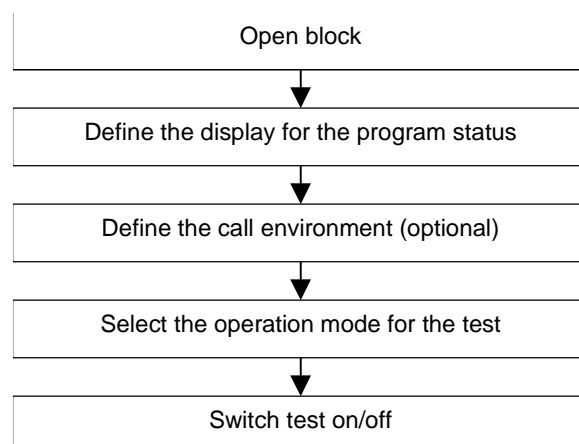 Open block
Define the display for the program status
Define the call environment (optional)
Select the operation mode for the test
Switch test on/off